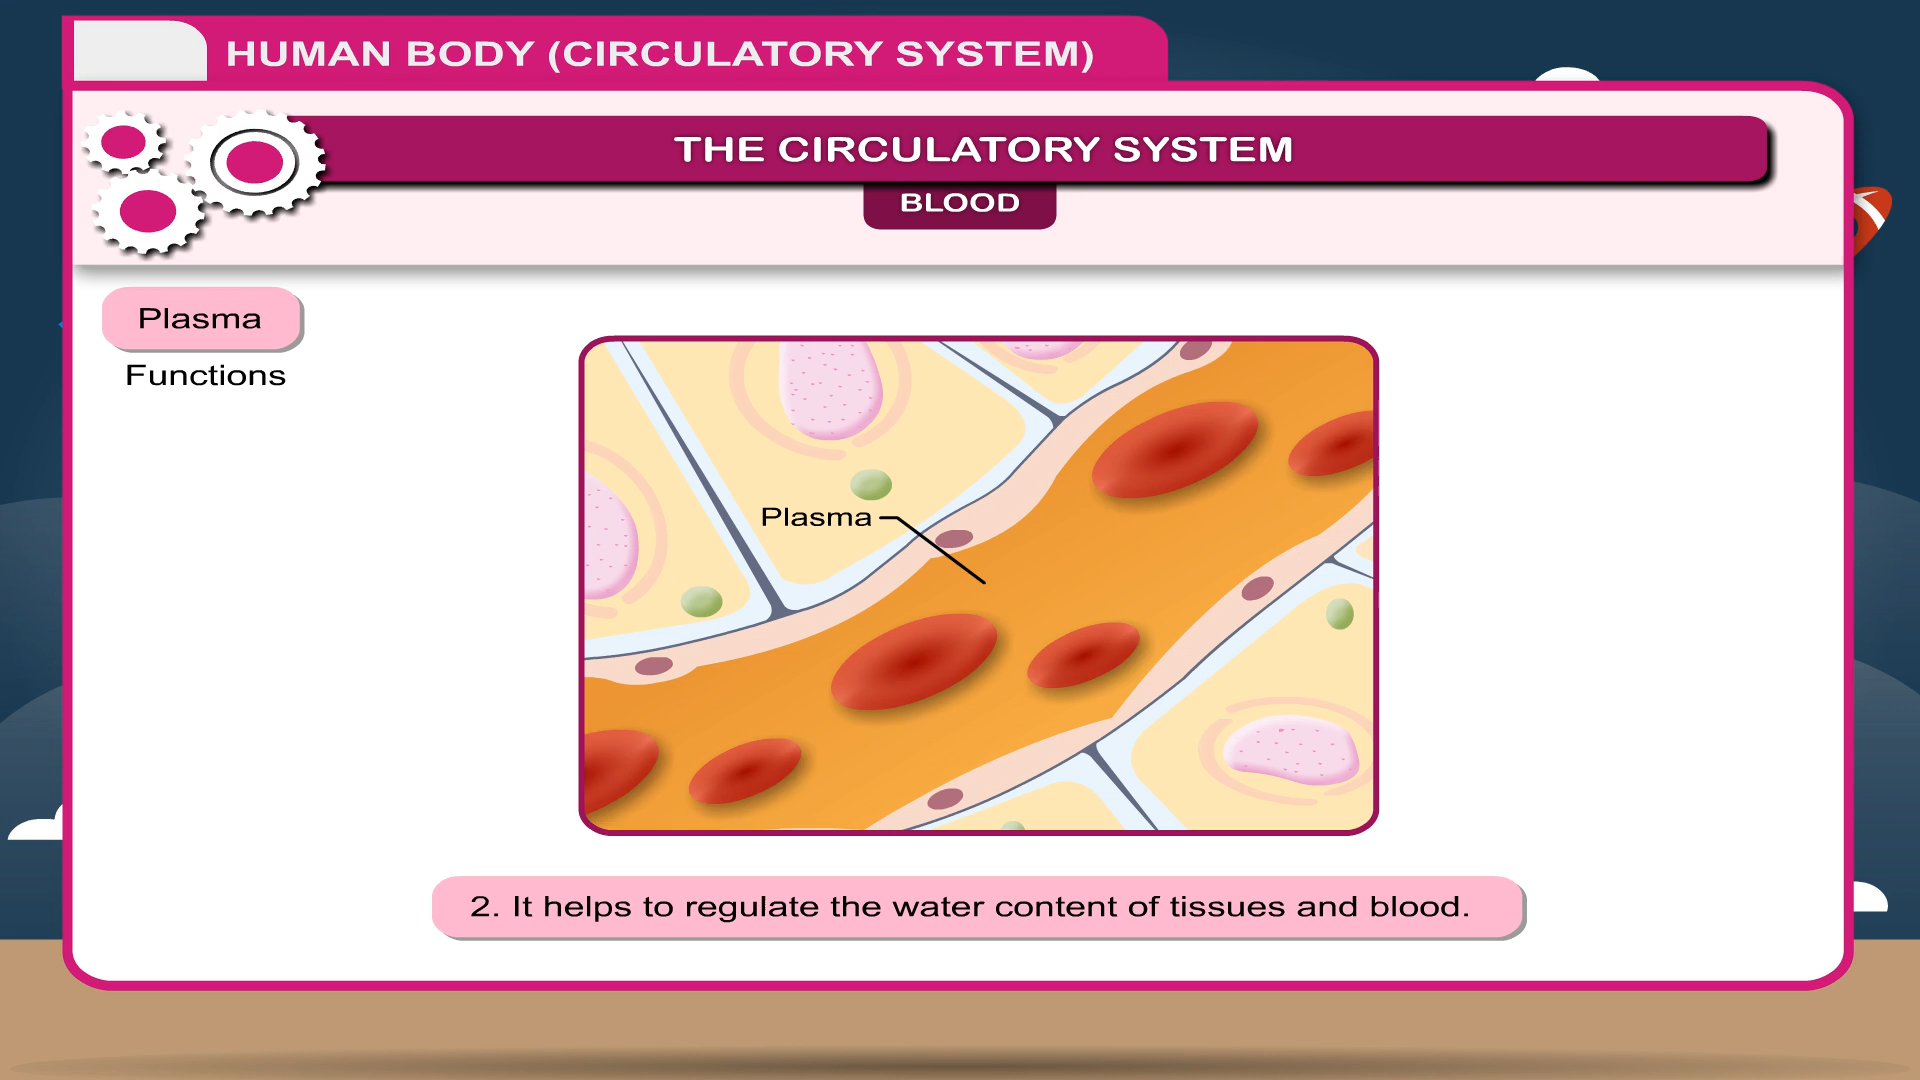 HUMAN BODY (CIRCULATORY SYSTEM)
THE CIRCULATORY SYSTEM
BLOOD
Plasma
Functions
Plasma
2. It helps to regulate the water content of tissues and blood.